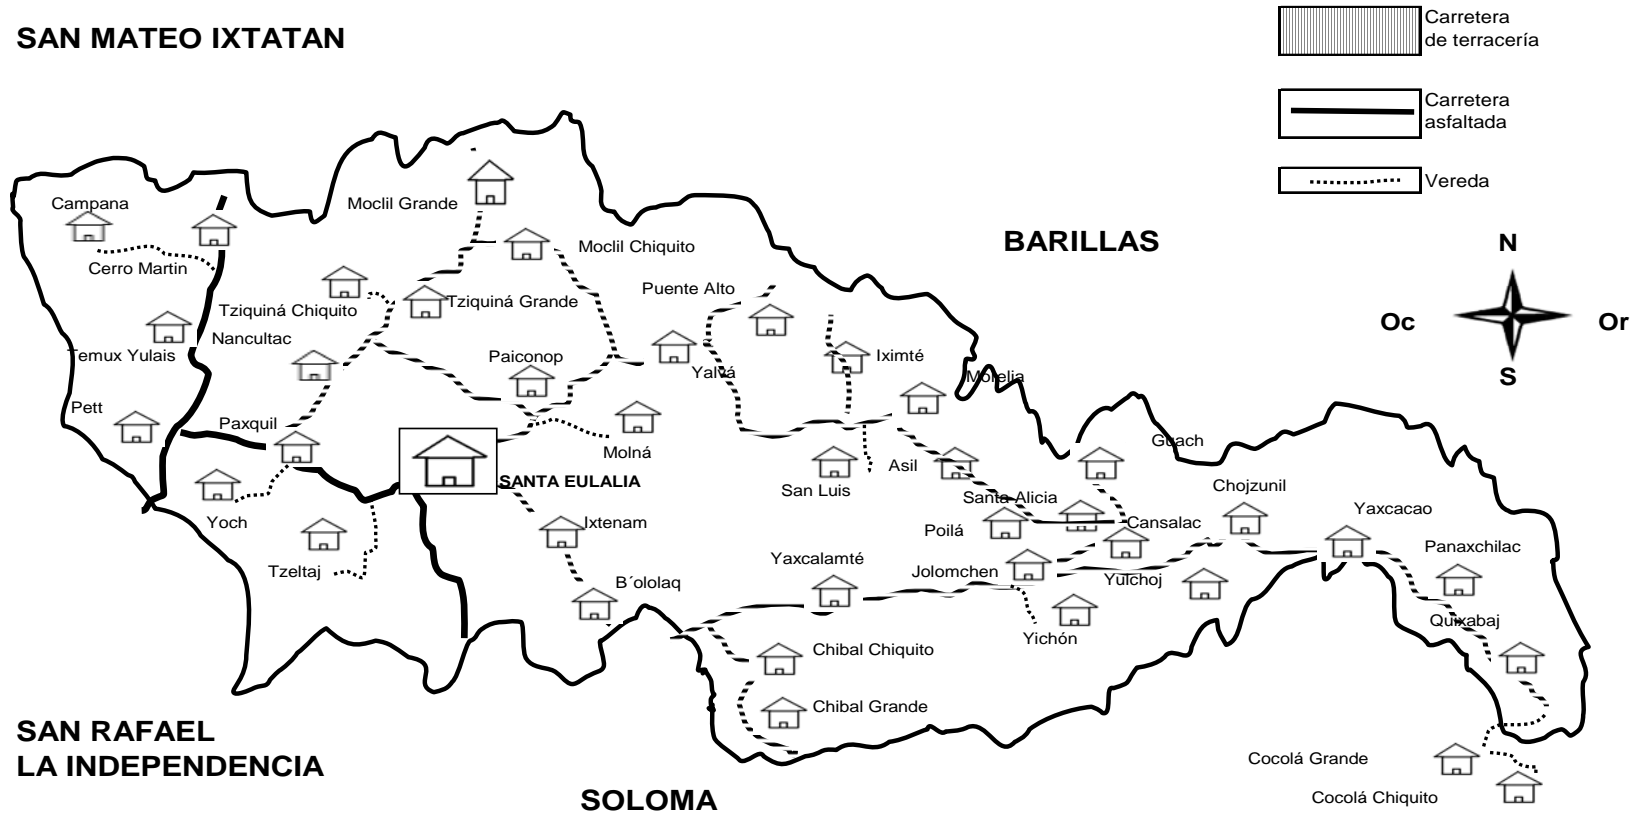 Carretera
de terracería
SAN MATEO IXTATAN
Carretera
asfaltada
Vereda
Campana
Moclil Grande
BARILLAS
N
Moclil Chiquito
Cerro Martin
Puente Alto
Tziquiná Grande
Tziquiná Chiquito
Oc
Or
Nancultac
Temux Yulais
Paiconop
Iximté
Yalvá
Morelia
S
Pett
Paxquil
Guach
Molná
Asil
SANTA EULALIA
San Luis
Chojzunil
Santa Alicia
Yaxcacao
Yoch
Ixtenam
Poilá
Cansalac
Panaxchilac
Yaxcalamté
Tzeltaj
Jolomchen
B´ololaq
Yulchoj
Quixabaj
Yichón
Chibal Chiquito
Chibal Grande
SAN RAFAEL
LA INDEPENDENCIA
Cocolá Grande
SOLOMA
Cocolá Chiquito